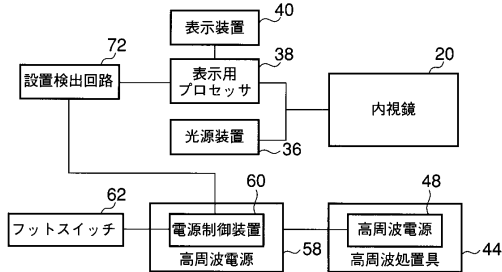 40
表示装置
72
38
20
設置検出回路
表示用
プロセッサ
内視鏡
光源装置
36
62
60
48
フットスイッチ
電源制御装置
高周波電源
高周波電源
58
高周波処置具
44